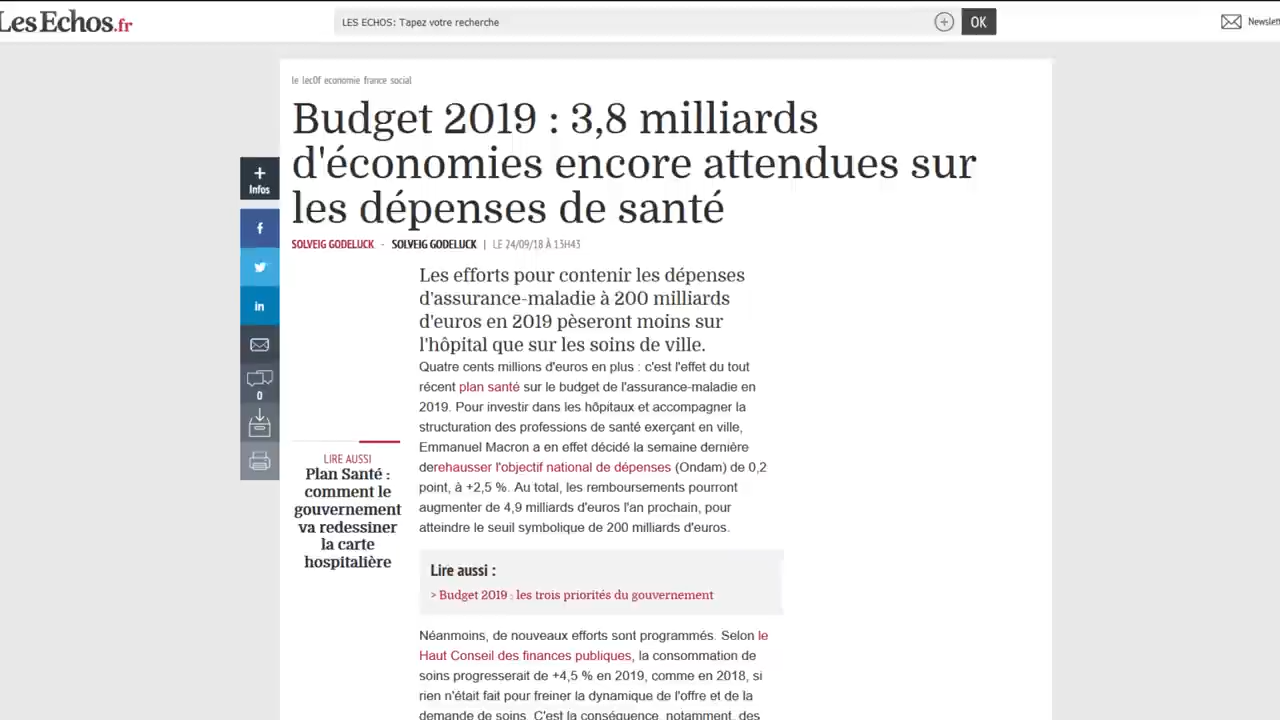 LesEchos.fr
LES ECHOS: Tapez votre recherche
OK
le lec0f economie france social
Budget 2019 : 3,8 milliards
d'économies encore attendues sur
les dépenses de santé
SOLVEIG GODELUCK - SOLVEIG GODELUCK | LE 24/09/18 À 13H43
+
Infos
0
Les efforts pour contenir les dépenses
d'assurance-maladie à 200 milliards
d'euros en 2019 pèseront moins sur
l'hôpital que sur les soins de ville.
Quatre cents millions d'euros en plus : c'est l'effet du tout
récent plan santé sur le budget de l'assurance-maladie en
2019. Pour investir dans les hôpitaux et accompagner la
structuration des professions de santé exerçant en ville,
Emmanuel Macron a en effet décidé la semaine dernière
derehausser l'objectif national de dépenses (Ondam) de 0,2
point, à +2,5 %. Au total, les remboursements pourront
augmenter de 4,9 milliards d'euros l'an prochain, pour
atteindre le seuil symbolique de 200 milliards d'euros.
LIRE AUSSI
Plan Santé :
comment le
gouvernement
va redessiner
la carte
hospitalière
Lire aussi :
> Budget 2019 : les trois priorités du gouvernement
Néanmoins, de nouveaux efforts sont programmés. Selon le
Haut Conseil des finances publiques, la consommation de
soins progresserait de +4,5 % en 2019, comme en 2018, si
rien n'était fait pour freiner la dynamique de l'offre et de la
demande de soins. C'est la conséquence, notamment, des